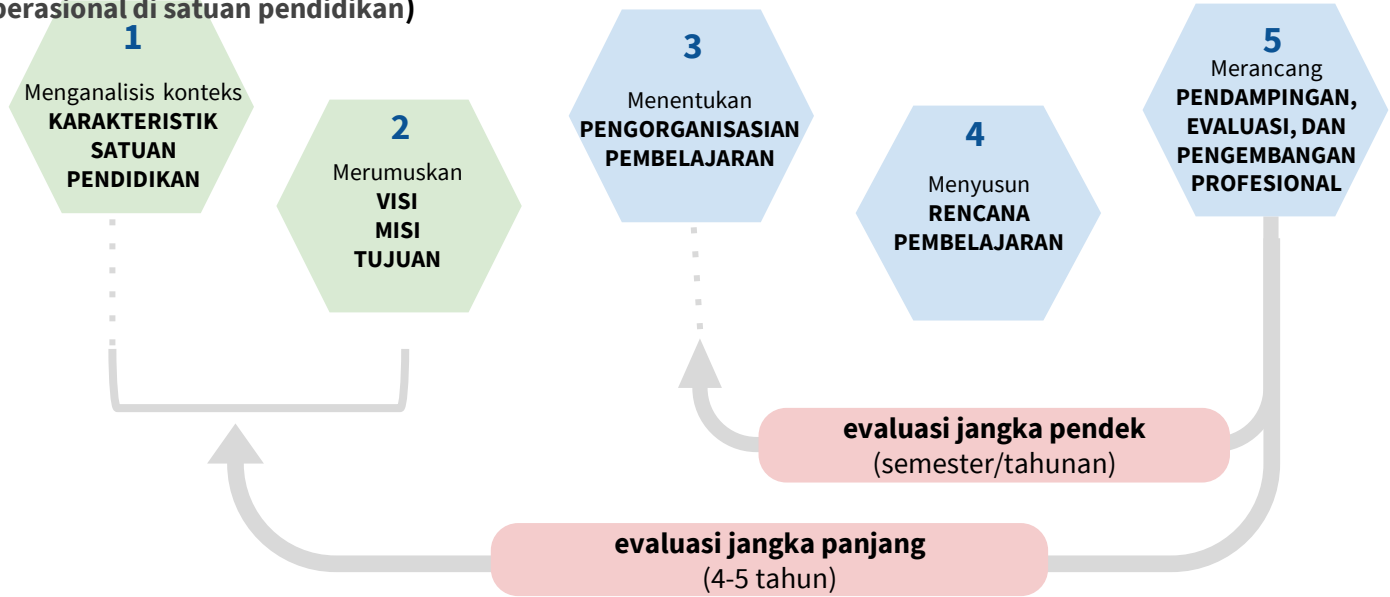 perasional di satuan pendidikan)
1
Menganalisis konteks
KARAKTERISTIK
SATUAN
PENDIDIKAN
2
Merumuskan
VISI
MISI
TUJUAN
3
Menentukan
PENGORGANISASIAN
PEMBELAJARAN
4
Menyusun
RENCANA
PEMBELAJARAN
5
Merancang
PENDAMPINGAN,
EVALUASI, DAN
PENGEMBANGAN
PROFESIONAL
evaluasi jangka pendek
(semester/tahunan)
evaluasi jangka panjang
(4-5 tahun)